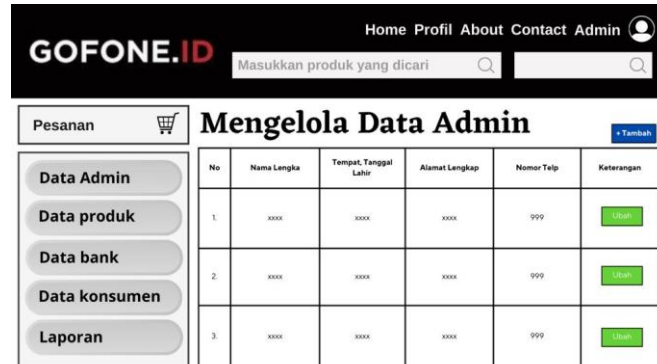 Home Profil About Contact Admin
GOFONE.ID
Masukkan produk yang dicari
Pesanan
Mengelola Data Admin
+ Tambah
Data Admin
Data produk
Data bank
Data konsumen
Laporan
No Nama Lengka Tempat, Tanggal Lahir Alamat Lengkap Nomor Telp Keterangan
1. xxxx xxxx xxxx 999 Ubah
2. xxxx xxxx xxxx 999 Ubah
3. xxxx xxxx xxxx 999 Ubah